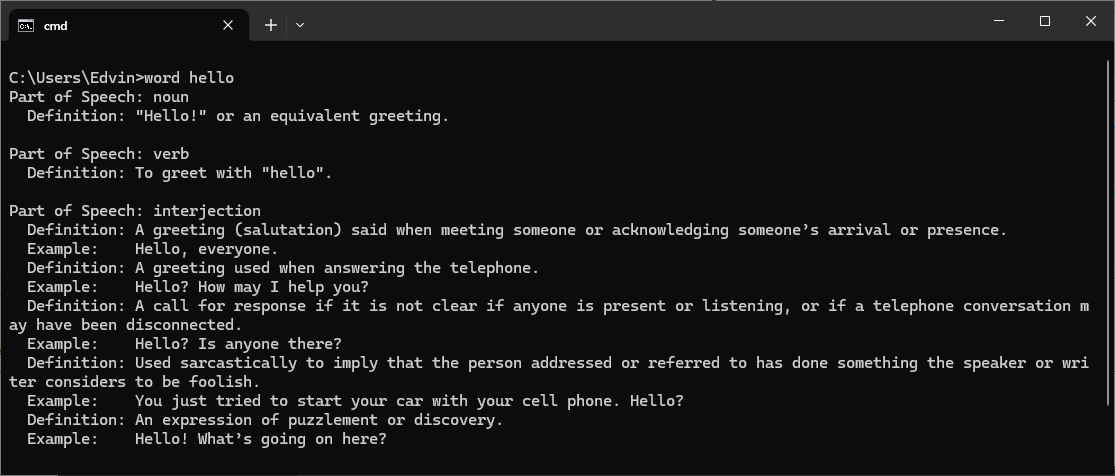 cmd
C:\Users\Edvin>word hello
Part of Speech: noun
  Definition: "Hello!" or an equivalent greeting.

Part of Speech: verb
  Definition: To greet with "hello".

Part of Speech: interjection
  Definition: A greeting (salutation) said when meeting someone or acknowledging someone’s arrival or presence.
  Example:    Hello, everyone.
  Definition: A greeting used when answering the telephone.
  Example:    Hello? How may I help you?
  Definition: A call for response if it is not clear if anyone is present or listening, or if a telephone conversation m
ay have been disconnected.
  Example:    Hello? Is anyone there?
  Definition: Used sarcastically to imply that the person addressed or referred to has done something the speaker or wri
ter considers to be foolish.
  Example:    You just tried to start your car with your cell phone. Hello?
  Definition: An expression of puzzlement or discovery.
  Example:    Hello! What’s going on here?